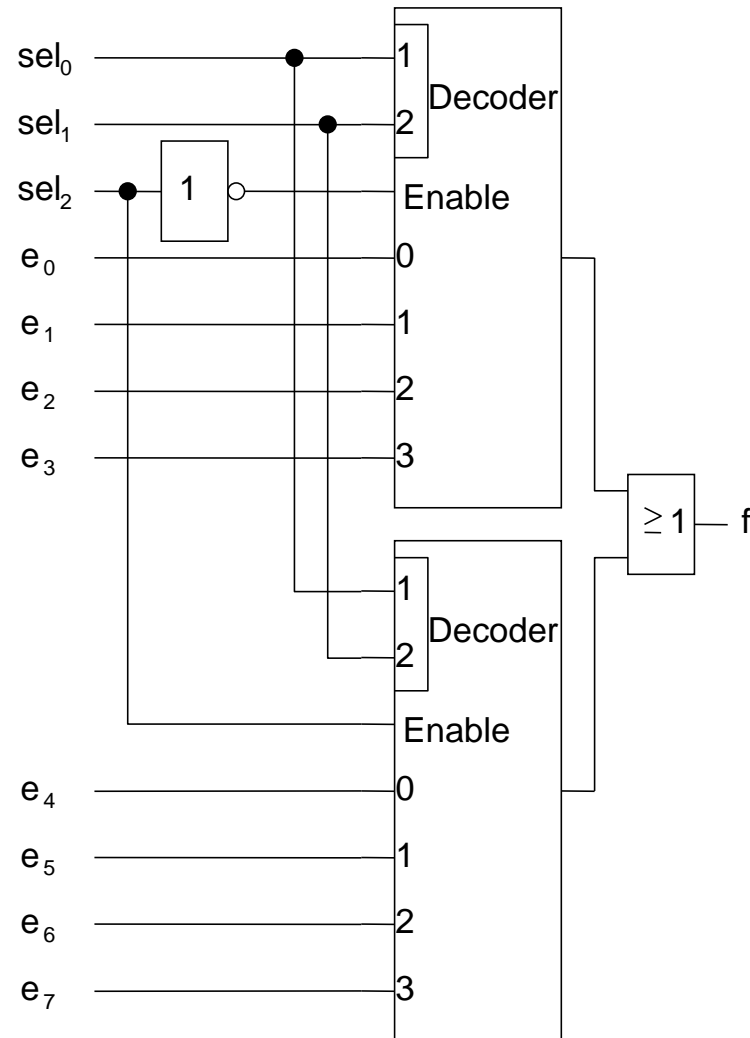 sel₀ 1
Decoder
sel₁ 2
sel₂ 1 Enable
e₀ 0
e₁ 1
e₂ 2
e₃ 3
≥ 1 f
1
Decoder
2
Enable
e₄ 0
e₅ 1
e₆ 2
e₇ 3